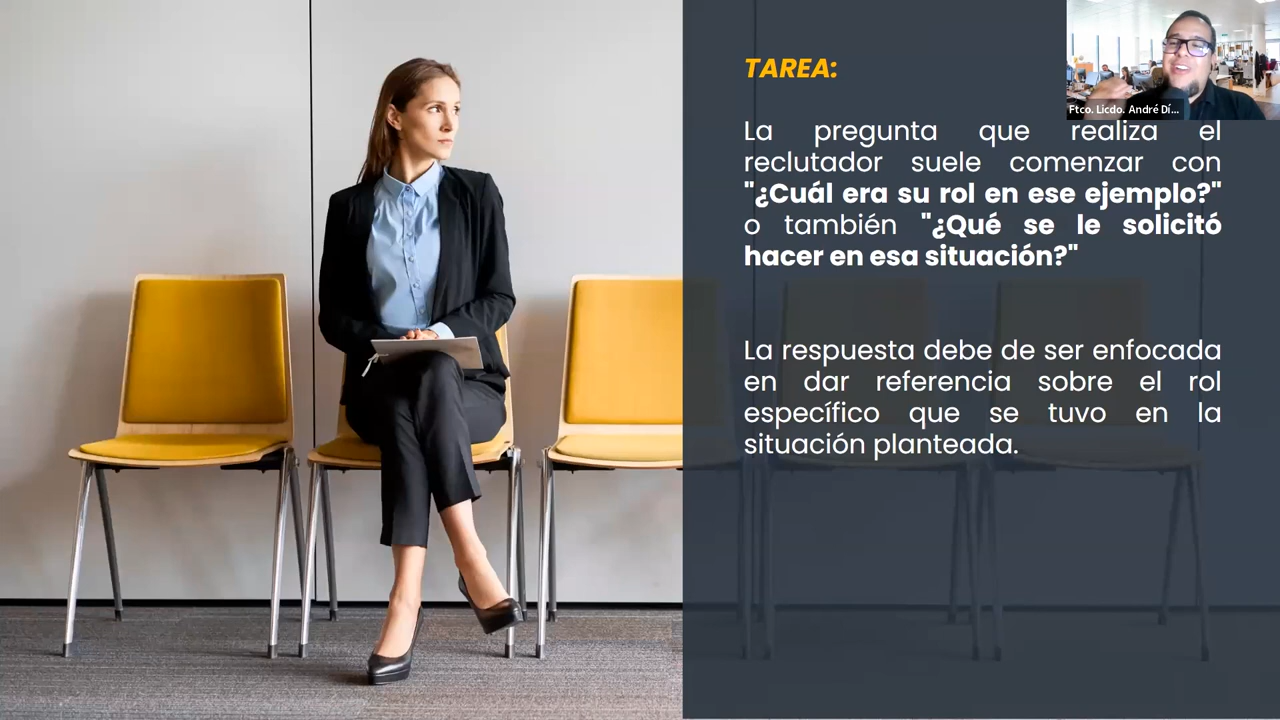 TAREA:
Ftco. Licdo. André Dí...
La pregunta que realiza el
reclutador suele comenzar con
"¿Cuál era su rol en ese ejemplo?"
o también "¿Qué se le solicitó
hacer en esa situación?"
La respuesta debe de ser enfocada
en dar referencia sobre el rol
específico que se tuvo en la
situación planteada.